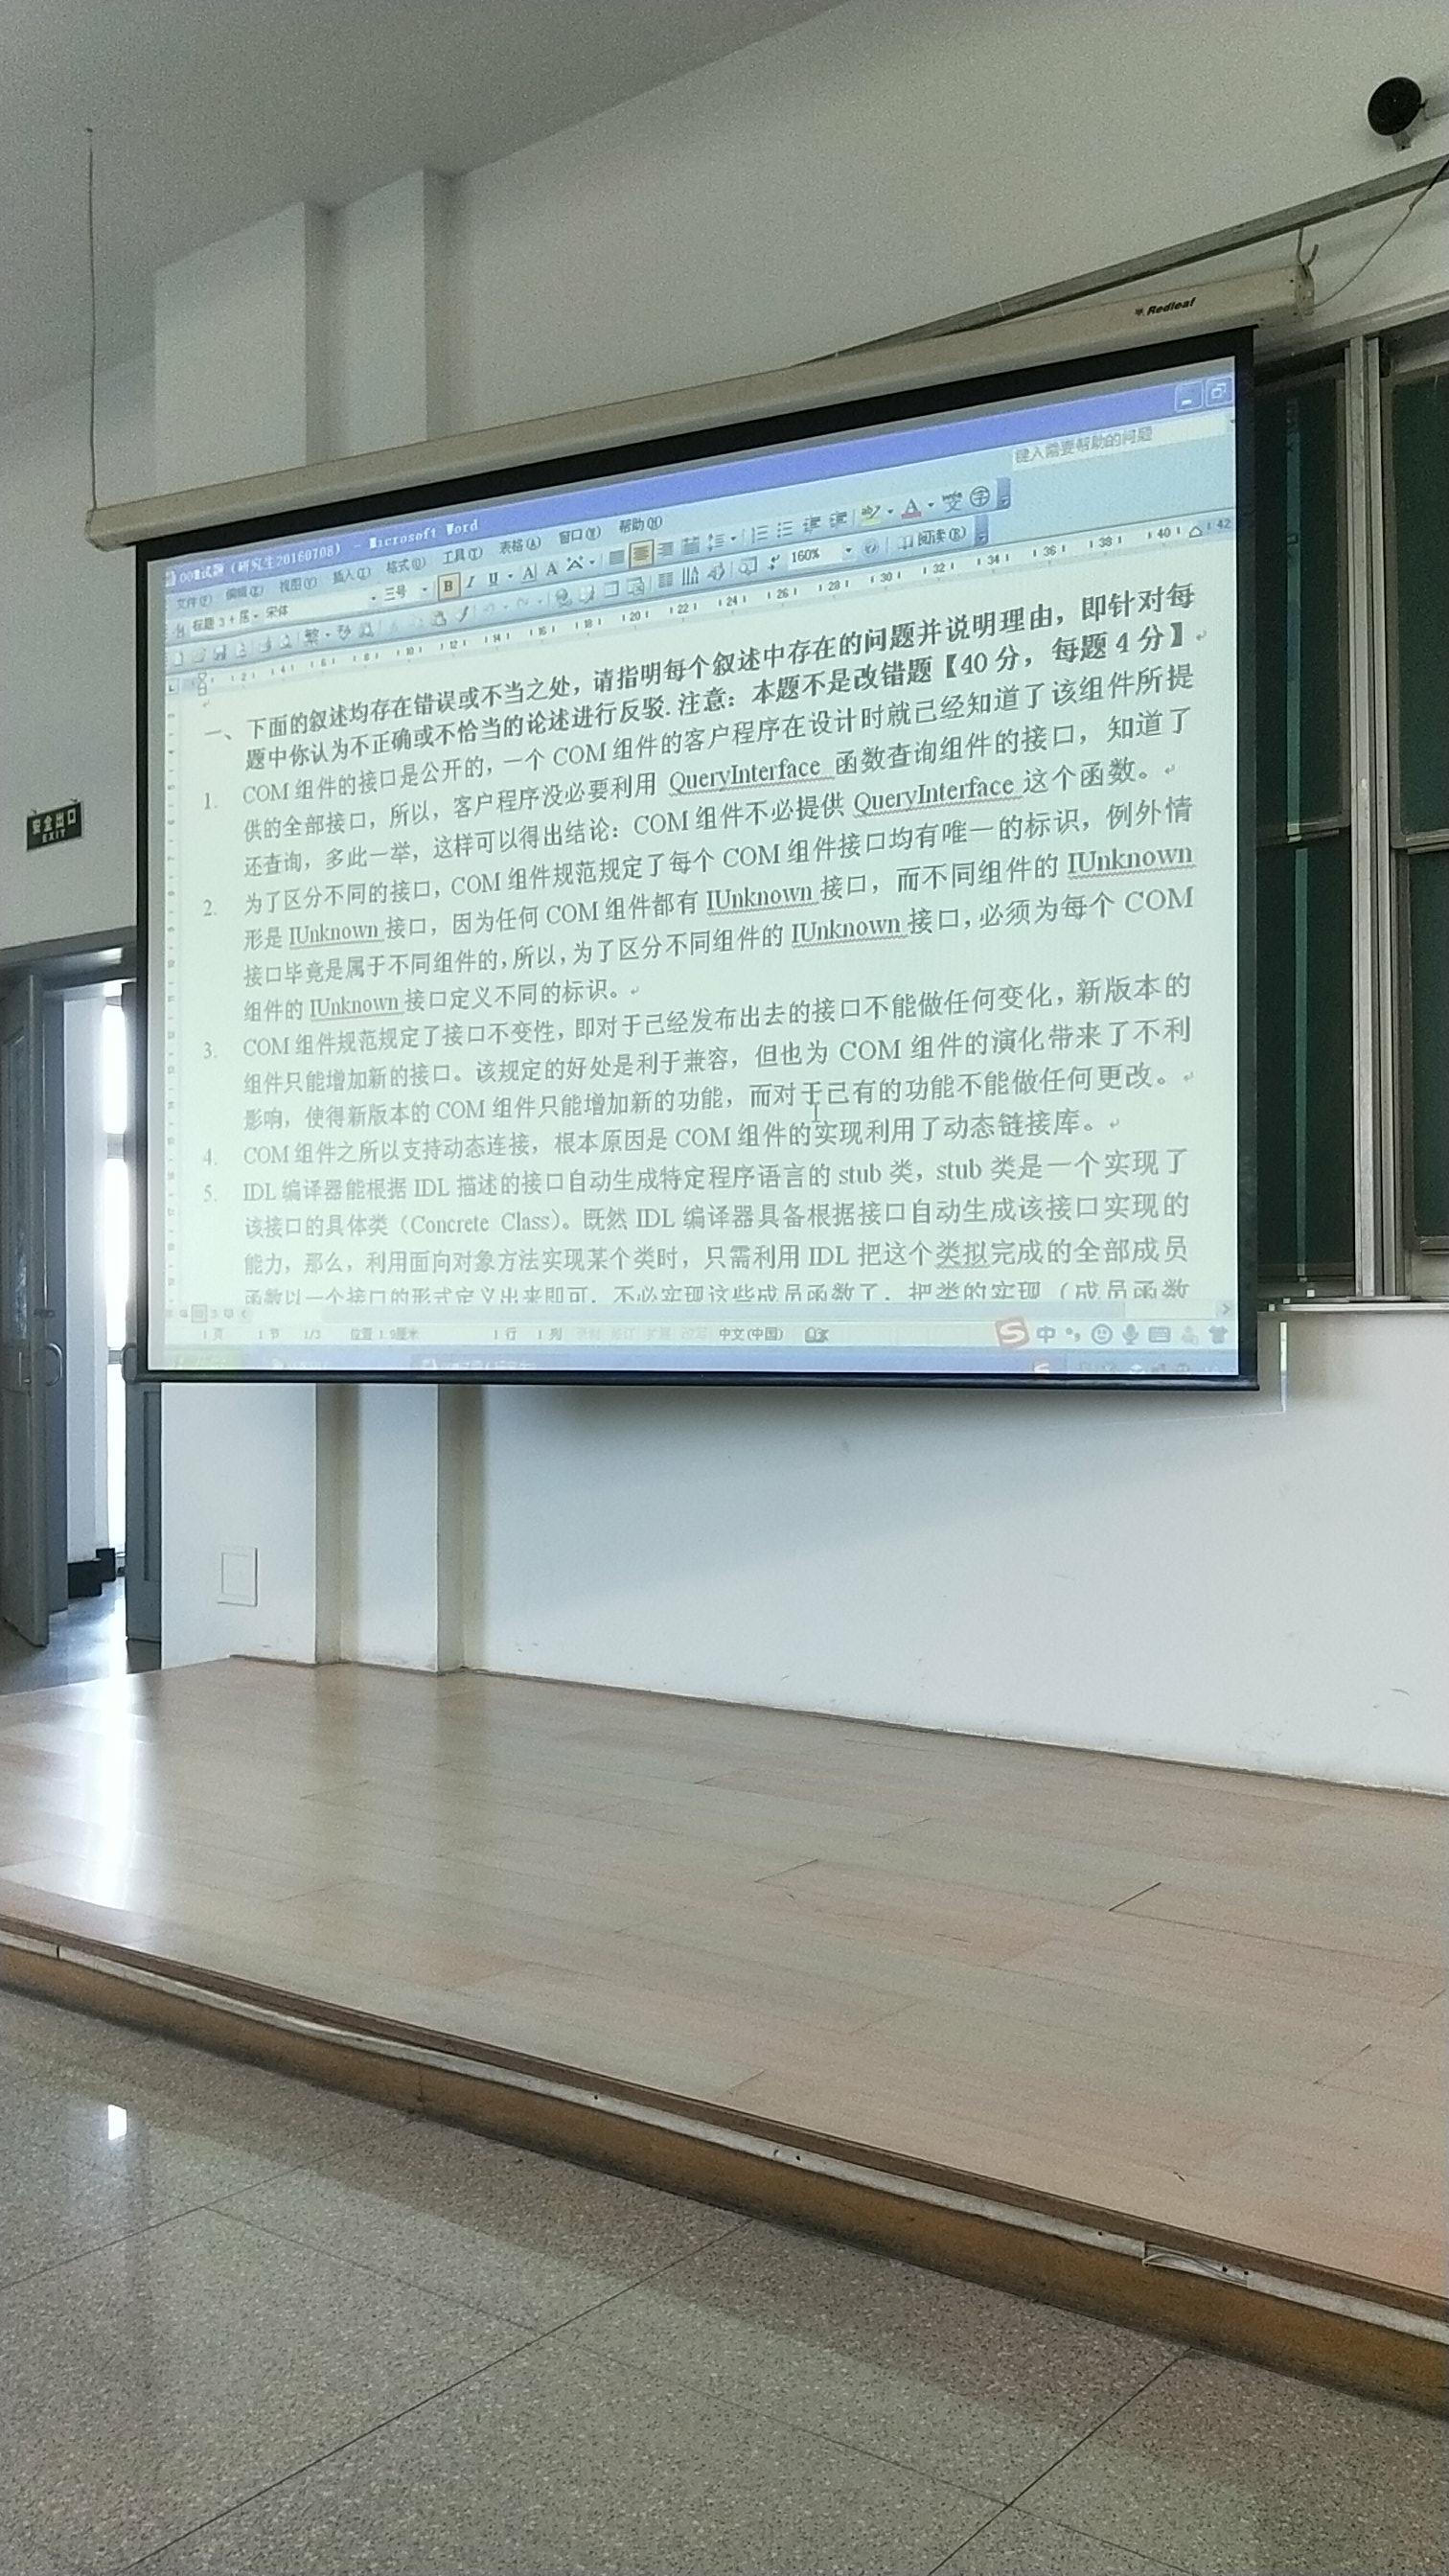 Redleaf
键入需要帮助的问题
OOM试题（研究生20160708） - Microsoft Word
文件(F) 编辑(E) 视图(V) 插入(I) 格式(O) 工具(T) 表格(A) 窗口(W) 帮助(H)
标题 3 + 居 宋体 三号 B I U A A
160% 阅读(R)
一、下面的叙述均存在错误或不当之处，请指明每个叙述中存在的问题并说明理由，即针对每
题中你认为不正确或不恰当的论述进行反驳. 注意：本题不是改错题【40 分，每题 4 分】
1. COM 组件的接口是公开的，一个 COM 组件的客户程序在设计时就已经知道了该组件所提
供的全部接口，所以，客户程序没必要利用 QueryInterface 函数查询组件的接口，知道了
还查询，多此一举，这样可以得出结论：COM 组件不必提供 QueryInterface 这个函数。
2. 为了区分不同的接口，COM 组件规范规定了每个 COM 组件接口均有唯一的标识，例外情
形是 IUnknown 接口，因为任何 COM 组件都有 IUnknown 接口，而不同组件的 IUnknown
接口毕竟是属于不同组件的，所以，为了区分不同组件的 IUnknown 接口，必须为每个 COM
组件的 IUnknown 接口定义不同的标识。
3. COM 组件规范规定了接口不变性，即对于已经发布出去的接口不能做任何变化，新版本的
组件只能增加新的接口。该规定的好处是利于兼容，但也为 COM 组件的演化带来了不利
影响，使得新版本的 COM 组件只能增加新的功能，而对于已有的功能不能做任何更改。
4. COM 组件之所以支持动态连接，根本原因是 COM 组件的实现利用了动态链接库。
5. IDL 编译器能根据 IDL 描述的接口自动生成特定程序语言的 stub 类，stub 类是一个实现了
该接口的具体类（Concrete Class）。既然 IDL 编译器具备根据接口自动生成该接口实现的
能力，那么，利用面向对象方法实现某个类时，只需利用 IDL 把这个类拟完成的全部成员
函数以一个接口的形式定义出来即可，不必实现这些成员函数了，把类的实现（成员函数
1 页 1 节 1/3 位置 1.9厘米 1 行 1 列 中文(中国)
中
安全出口
EXIT